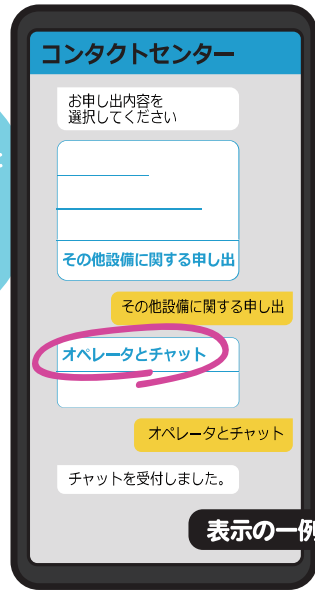 コンタクトセンター
お申し出内容を
選択してください
その他設備に関する申し出
その他設備に関する申し出
オペレータとチャット
オペレータとチャット
チャットを受付しました。
表示の一例